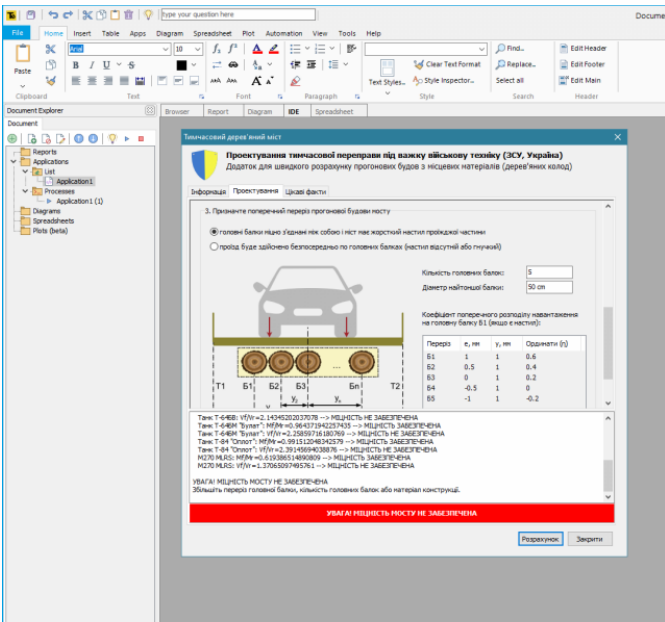 Type your question here
Docume
File Home Insert Table Apps Diagram Spreadsheet Plot Automation View Tools Help
Paste
Arial 10
Text Styles...
Clear Text Format
Style Inspector...
Find...
Replace...
Select all
Edit Header
Edit Footer
Edit Main
Clipboard Text Font Paragraph Style Search Header
Document Explorer
Document
Browser Report Diagram IDE Spreadsheet
Reports
Applications
List
Application1
Processes
Application1 (1)
Diagrams
Spreadsheets
Plots (beta)
Тимчасовий дерев'яний міст
Проектування тимчасової переправи під важку військову техніку (ЗСУ, Україна)
Додаток для швидкого розрахунку прогонових будов з місцевих матеріалів (дерев'яних колод)
Інформація Проектування Цікаві факти
3. Призначте поперечний переріз прогонової будови мосту
головні балки міцно з'єднані між собою і міст має жорсткий настил проїжджої частини
проїзд буде здійснено безпосередньо по головних балках (настил відсутній або гнучкий)
Кількість головних балок: 5
Діаметр найтоншої балки: 50 cm
Коефіцієнт поперечного розподілу навантаження
на головну балку Б1 (якщо є настил):
Переріз е, мм у, мм Ординати (η)
Б1 1 1 0.6
Б2 0.5 1 0.4
Б3 0 1 0.2
Б4 -0.5 1 0
Б5 -1 1 -0.2
T1 Б1 Б2 Б3 Бn T2
...
Танк Т-64БВ: Vf/Vr=2.14345202037078 --> МІЦНІСТЬ НЕ ЗАБЕЗПЕЧЕНА
Танк Т-64БМ "Булат": Mf/Mr=0.964371942257435 --> МІЦНІСТЬ ЗАБЕЗПЕЧЕНА
Танк Т-64БМ "Булат": Vf/Vr=2.25859716180769 --> МІЦНІСТЬ НЕ ЗАБЕЗПЕЧЕНА
Танк Т-84 "Оплот": Mf/Mr=0.991512048342579 --> МІЦНІСТЬ ЗАБЕЗПЕЧЕНА
Танк Т-84 "Оплот": Vf/Vr=2.39145694038876 --> МІЦНІСТЬ НЕ ЗАБЕЗПЕЧЕНА
M270 MLRS: Mf/Mr=0.619386514890809 --> МІЦНІСТЬ ЗАБЕЗПЕЧЕНА
M270 MLRS: Vf/Vr=1.37065097495761 --> МІЦНІСТЬ НЕ ЗАБЕЗПЕЧЕНА
УВАГА! МІЦНІСТЬ МОСТУ НЕ ЗАБЕЗПЕЧЕНА
Збільшіть переріз головної балки, кількість головних балок або матеріал конструкції.
УВАГА! МІЦНІСТЬ МОСТУ НЕ ЗАБЕЗПЕЧЕНА
Розрахунок Закрити